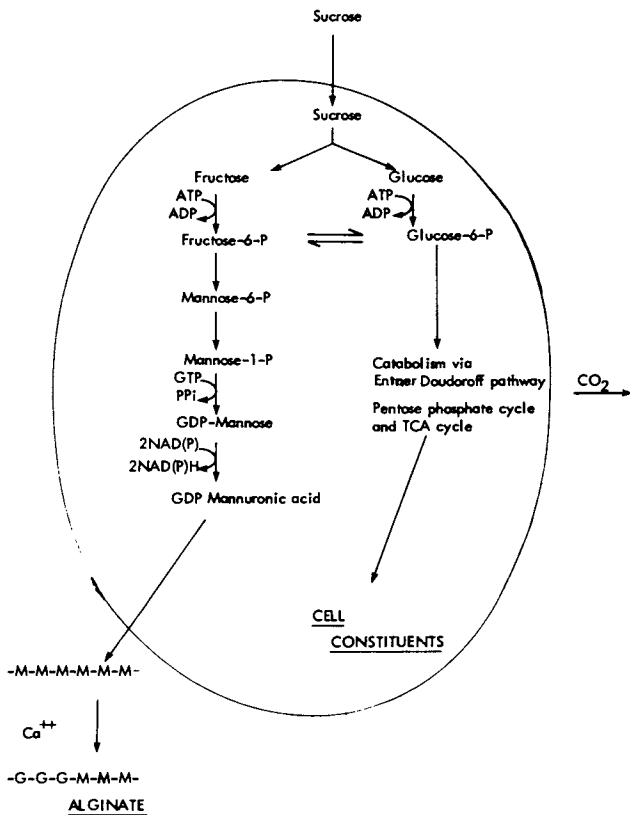 Sucrose
Sucrose
Fructose
ATP
ADP
Fructose-6-P
Mannose-6-P
Mannose-1-P
GTP
PPi
GDP-Mannose
2NAD(P)
2NAD(P)H
GDP Mannuronic acid
Glucose
ATP
ADP
Glucose-6-P
Catabolism via
Entner Doudoroff pathway
Pentose phosphate cycle
and TCA cycle
CO2
CELL
CONSTITUENTS
-M-M-M-M-M-M-
Ca++
-G-G-G-M-M-M-
ALGINATE